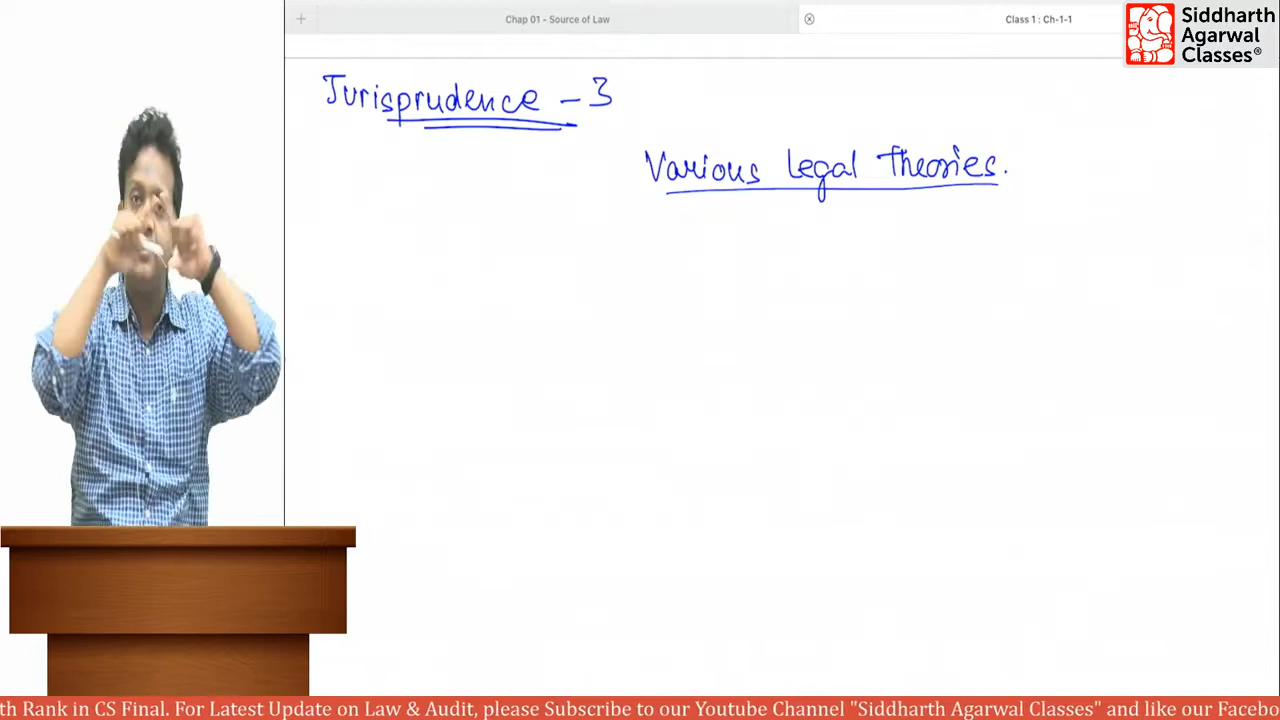 Chap 01 - Source of Law
Class 1 : Ch-1-1
Siddharth
Agarwal
Classes®
Jurisprudence - 3
Various Legal Theories.
th Rank in CS Final. For Latest Update on Law & Audit, please Subscribe to our Youtube Channel "Siddharth Agarwal Classes" and like our Facebo